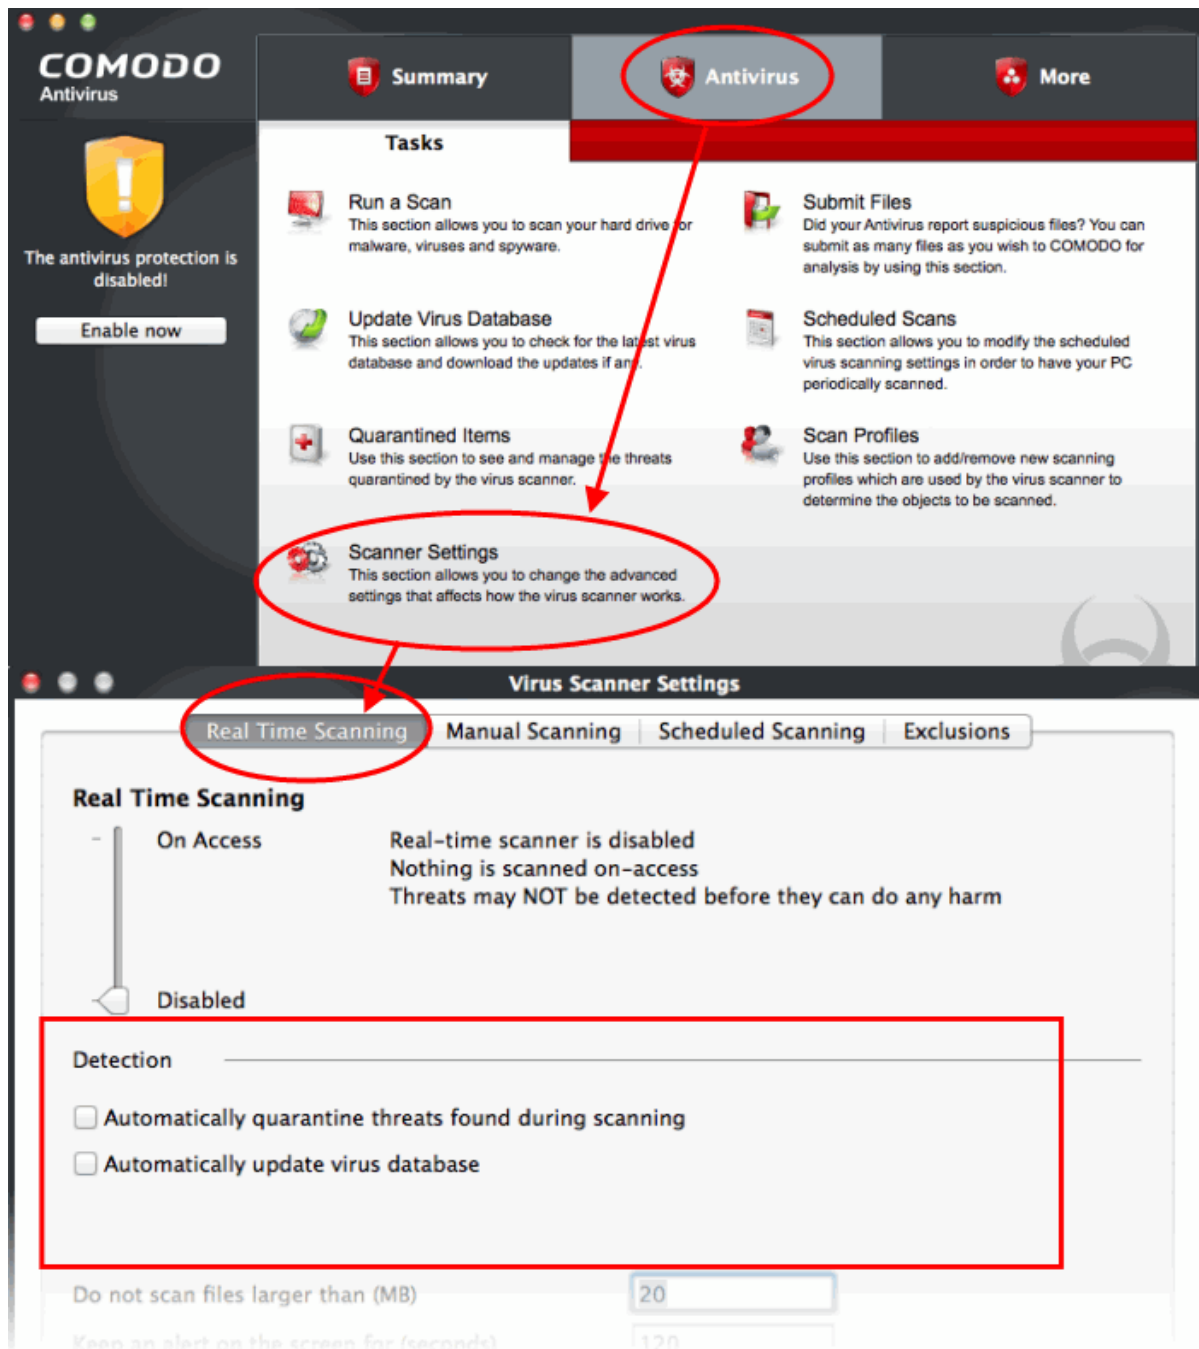 COMODO
Antivirus
Summary
Antivirus
More
Tasks
The antivirus protection is
disabled!
Enable now
Run a Scan
This section allows you to scan your hard drive for
malware, viruses and spyware.
Submit Files
Did your Antivirus report suspicious files? You can
submit as many files as you wish to COMODO for
analysis by using this section.
Update Virus Database
This section allows you to check for the latest virus
database and download the updates if any.
Scheduled Scans
This section allows you to modify the scheduled
virus scanning settings in order to have your PC
periodically scanned.
Quarantined Items
Use this section to see and manage the threats
quarantined by the virus scanner.
Scan Profiles
Use this section to add/remove new scanning
profiles which are used by the virus scanner to
determine the objects to be scanned.
Scanner Settings
This section allows you to change the advanced
settings that affects how the virus scanner works.
Virus Scanner Settings
Real Time Scanning
Manual Scanning
Scheduled Scanning
Exclusions
Real Time Scanning
On Access
Real-time scanner is disabled
Nothing is scanned on-access
Threats may NOT be detected before they can do any harm
Disabled
Detection
Automatically quarantine threats found during scanning
Automatically update virus database
Do not scan files larger than (MB)
20
Keep an alert on the screen for (seconds)
120